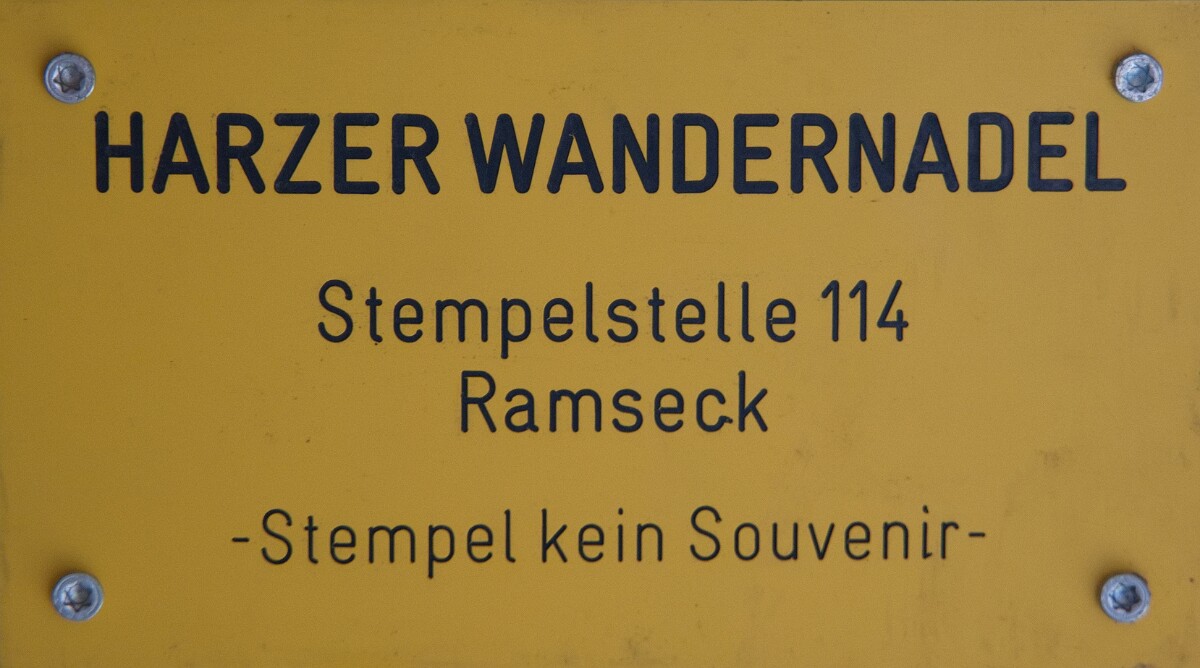 HARZER WANDERNADEL
Stempelstelle 114
Ramseck
-Stempel kein Souvenir-